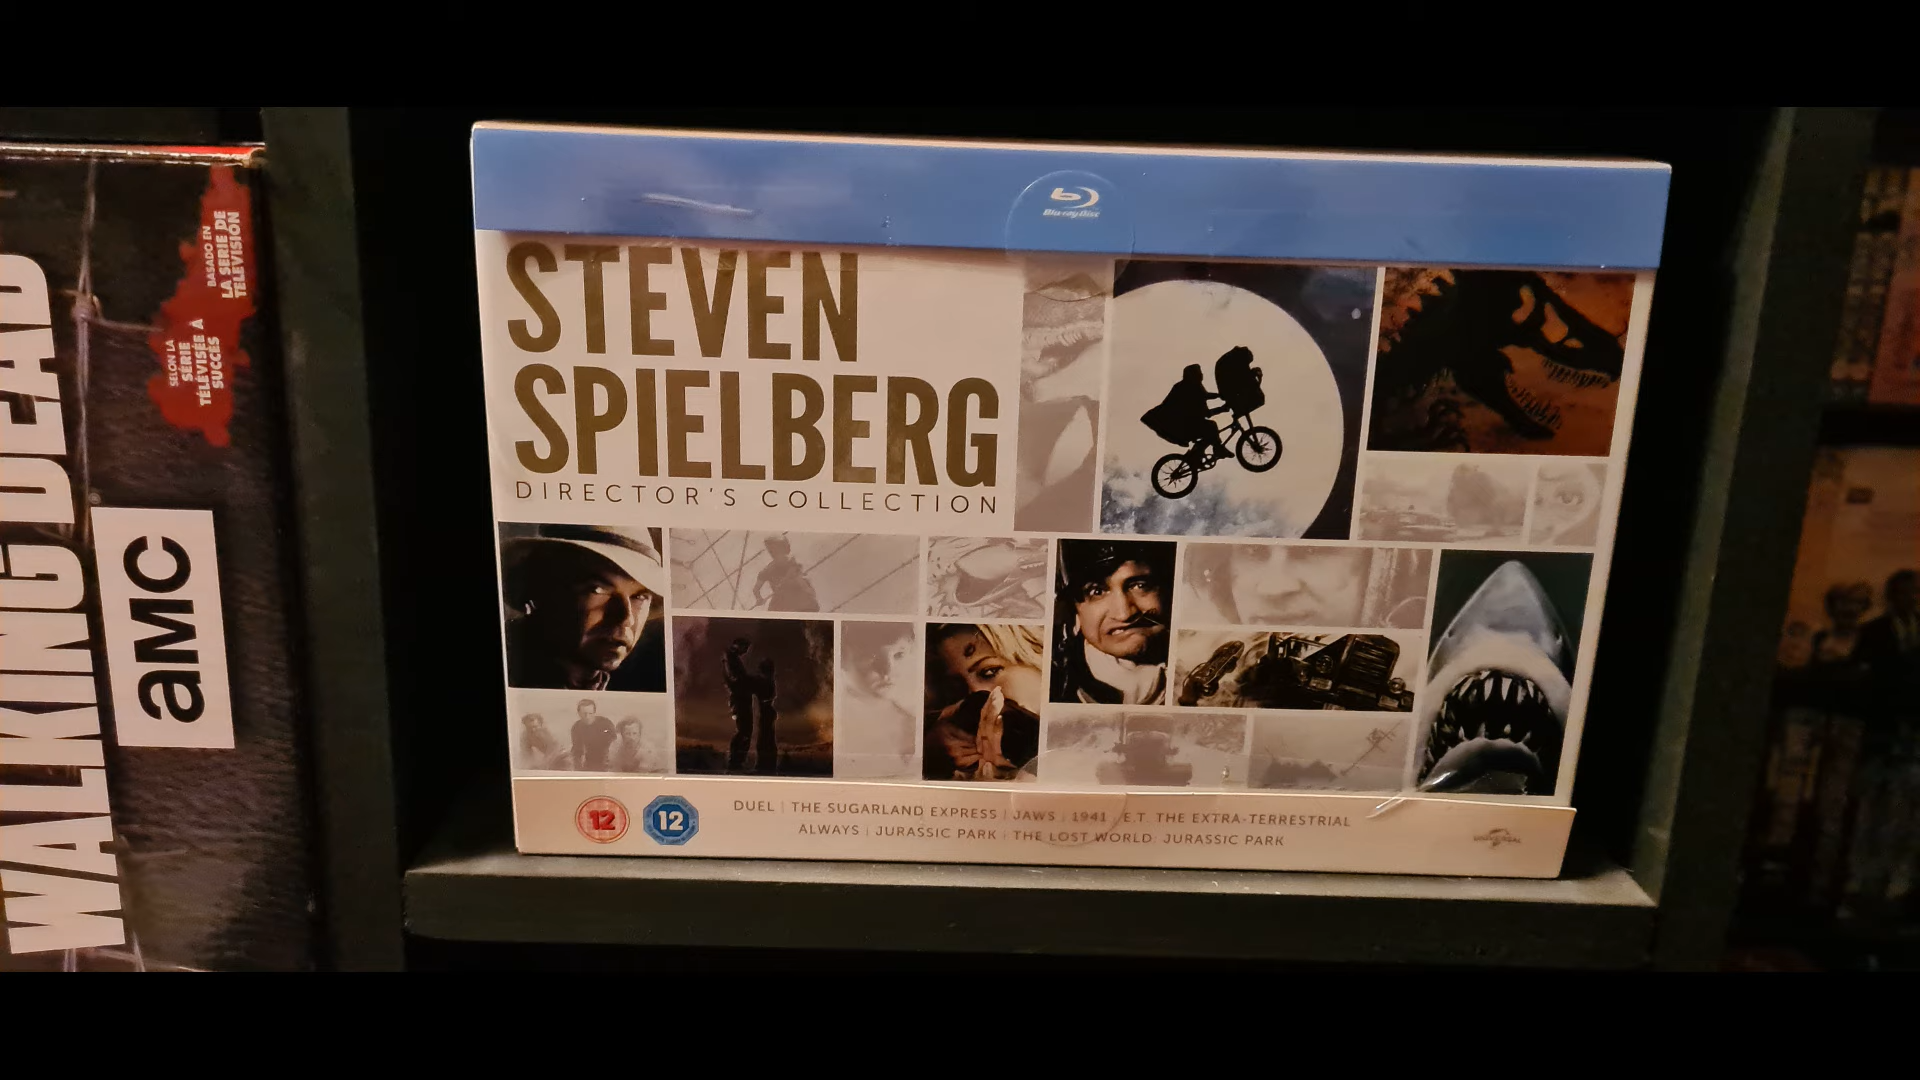 WALKING DEAD
aMC
SELON LA
SÉRIE
TÉLÉVISÉE À
SUCCÈS
BASADO EN
LA SERIE DE
TELEVISIÓN
Blu-ray Disc
STEVEN
SPIELBERG
DIRECTOR'S COLLECTION
12
12
DUEL | THE SUGARLAND EXPRESS | JAWS | 1941 | E.T. THE EXTRA-TERRESTRIAL
ALWAYS | JURASSIC PARK | THE LOST WORLD: JURASSIC PARK
UNIVERSAL